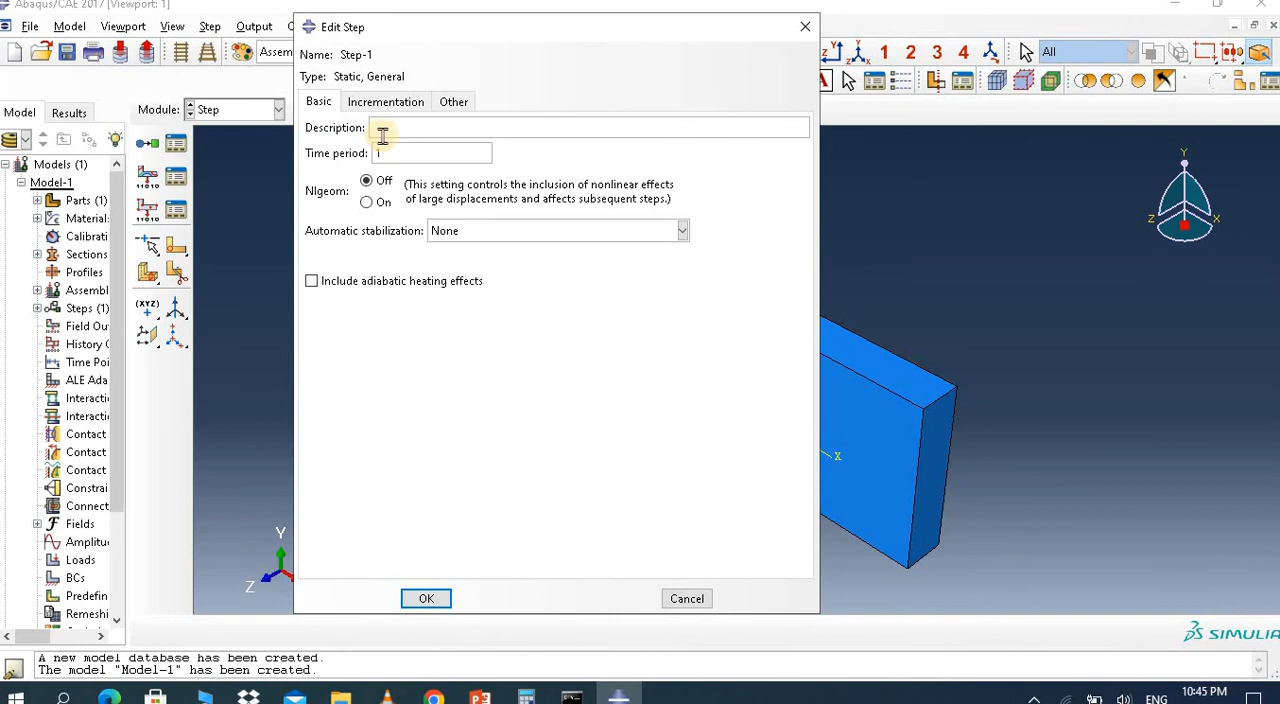 Abaqus/CAE 2017 [Viewport: 1]
File Model Viewport View Step Output
Edit Step
Name: Step-1
Type: Static, General
Basic Incrementation Other
Description:
Time period: 1
Nlgeom: Off
On
(This setting controls the inclusion of nonlinear effects
of large displacements and affects subsequent steps.)
Automatic stabilization: None
Include adiabatic heating effects
OK Cancel
Assem
1 2 3 4
All
A
Model Results
Module: Step
Models (1)
Model-1
Parts (1)
Material
Calibrati
Sections
Profiles
Assembl
Steps (1)
Field Ou
History C
Time Poi
ALE Ada
Interactic
Interactic
Contact
Contact
Contact
Constrai
Connect
Fields
Amplitu
Loads
BCs
Predefin
Remeshi
(XYZ)
Y
Z X
X
Y
Z
SIMULIA
A new model database has been created.
The model "Model-1" has been created.
ENG
10:45 PM